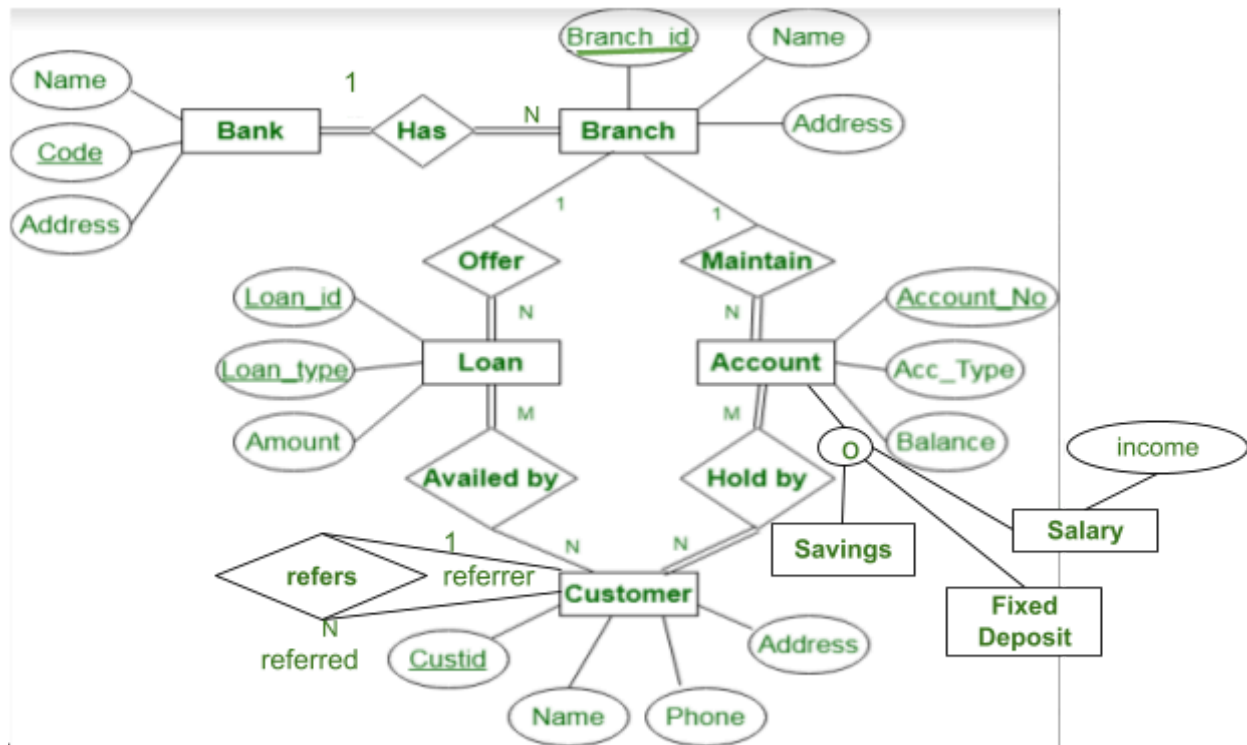 Branch_id
Name
Name
1
N
Bank
Has
Branch
Address
Code
Address
1
1
Offer
Maintain
Loan_id
Account_No
N
N
Loan
Account
Loan_type
Acc_Type
M
M
Amount
Balance
O
income
Availed by
Hold by
Salary
1
N
N
Savings
refers
referrer
Customer
Fixed
Deposit
N
referred
Custid
Address
Name
Phone